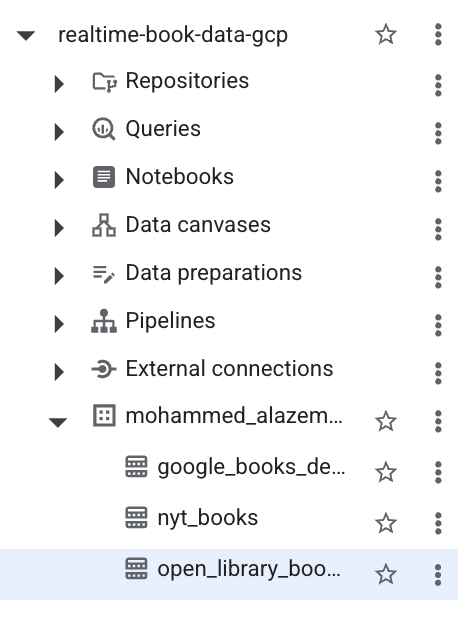 realtime-book-data-gcp
Repositories
Queries
Notebooks
Data canvases
Data preparations
Pipelines
External connections
mohammed_alazem...
google_books_de...
nyt_books
open_library_boo...